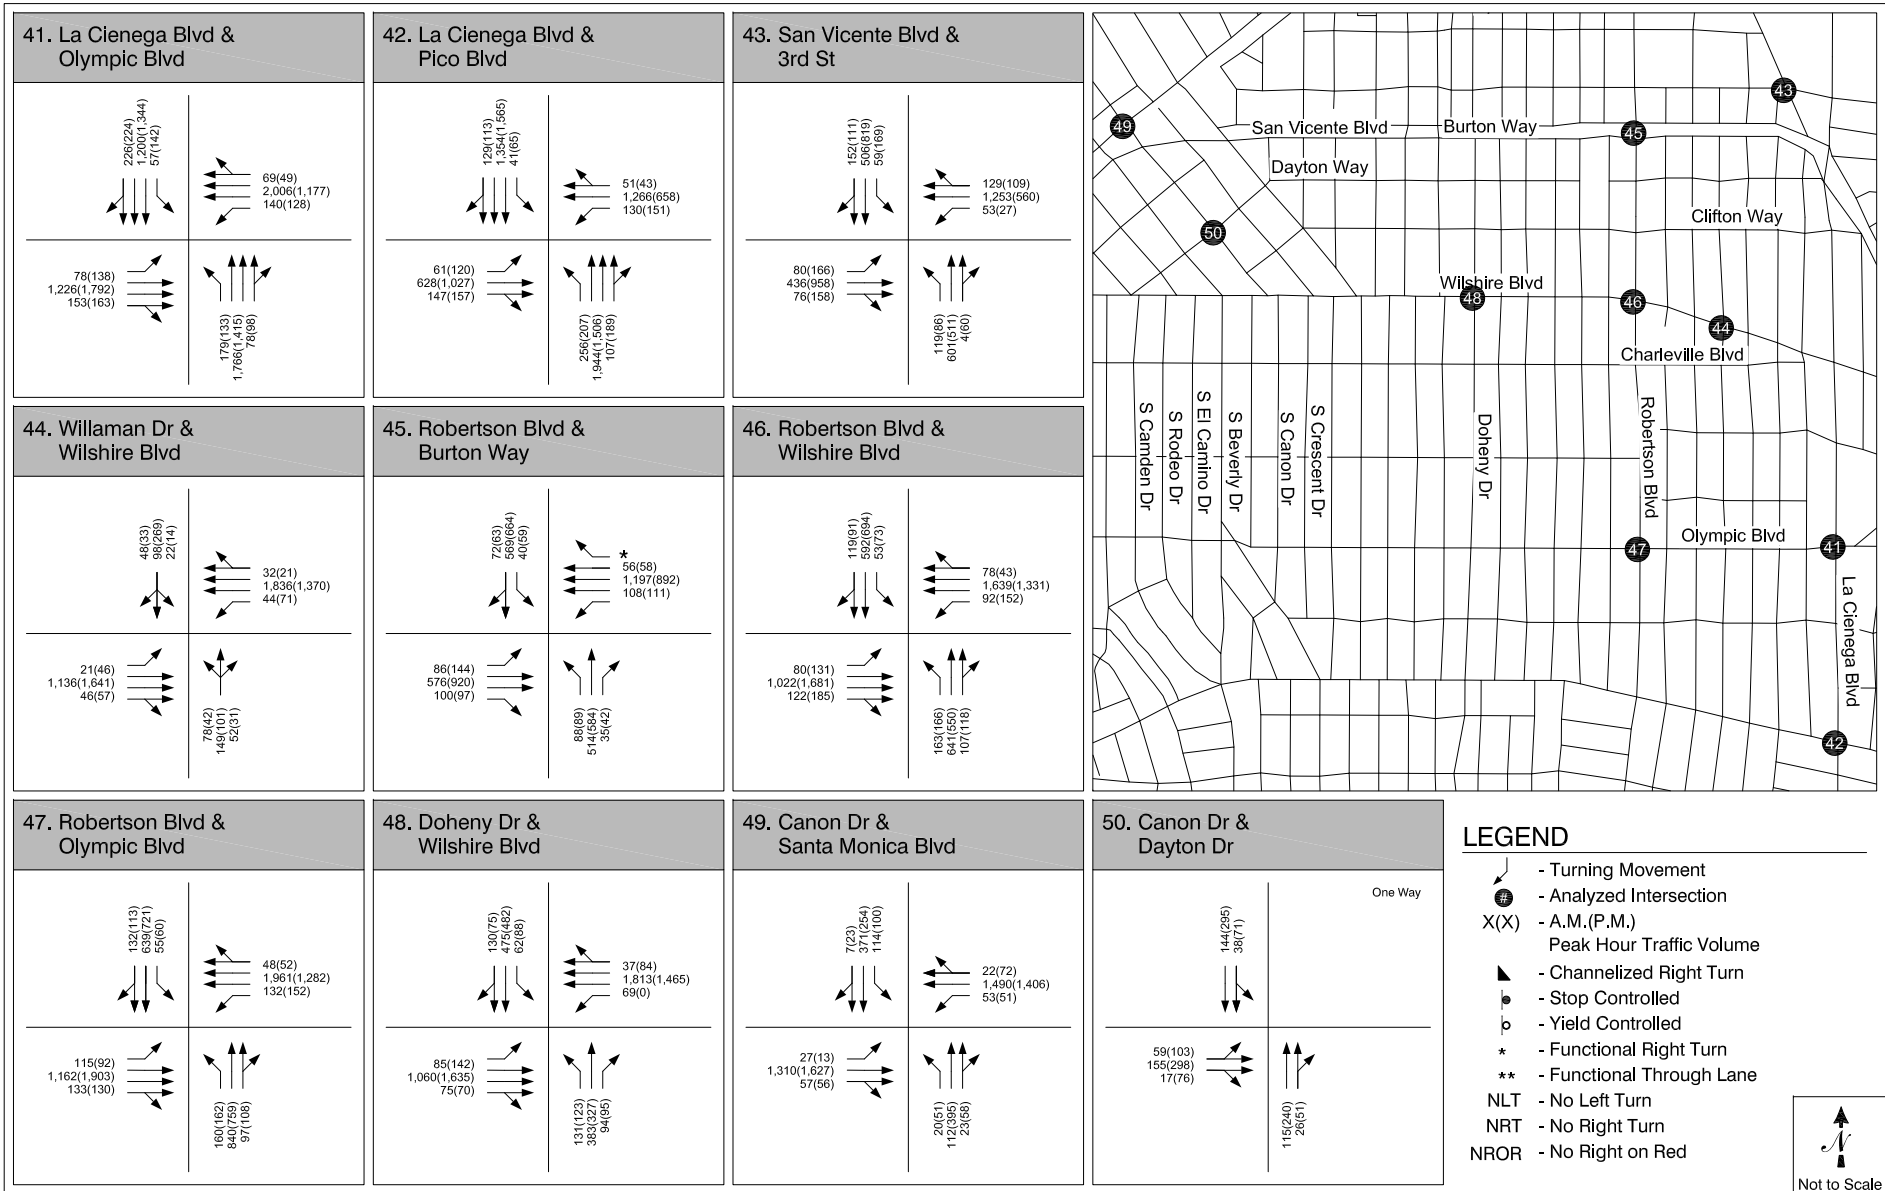 41. La Cienega Blvd &
Olympic Blvd
226(224)
1,200(1,344)
57(142)
69(49)
2,006(1,177)
140(128)
78(138)
1,226(1,792)
153(163)
179(133)
1,766(1,415)
78(98)
42. La Cienega Blvd &
Pico Blvd
129(113)
1,354(1,565)
41(65)
51(43)
1,266(658)
130(151)
61(120)
628(1,027)
147(157)
256(207)
1,944(1,506)
107(189)
43. San Vicente Blvd &
3rd St
152(111)
506(819)
59(169)
129(109)
1,253(560)
53(27)
80(166)
436(958)
76(158)
119(86)
601(511)
4(60)
44. Willaman Dr &
Wilshire Blvd
48(33)
98(269)
22(14)
32(21)
1,836(1,370)
44(71)
21(46)
1,136(1,641)
46(57)
78(42)
149(101)
52(31)
45. Robertson Blvd &
Burton Way
72(63)
569(664)
40(59)
*
56(58)
1,197(892)
108(111)
86(144)
576(920)
100(97)
88(89)
514(584)
35(42)
46. Robertson Blvd &
Wilshire Blvd
119(91)
592(694)
53(73)
78(43)
1,639(1,331)
92(152)
80(131)
1,022(1,681)
122(185)
163(166)
641(550)
107(118)
47. Robertson Blvd &
Olympic Blvd
132(113)
639(721)
55(60)
48(52)
1,961(1,282)
132(152)
115(92)
1,162(1,903)
133(130)
160(162)
840(759)
97(108)
48. Doheny Dr &
Wilshire Blvd
130(75)
475(482)
62(88)
37(84)
1,813(1,465)
69(0)
85(142)
1,060(1,635)
75(70)
131(123)
383(327)
94(95)
49. Canon Dr &
Santa Monica Blvd
7(23)
371(254)
114(100)
22(72)
1,490(1,406)
53(51)
27(13)
1,310(1,627)
57(56)
20(51)
112(395)
23(58)
50. Canon Dr &
Dayton Dr
One Way
144(295)
38(71)
59(103)
155(298)
17(76)
115(240)
26(51)
43
49
San Vicente Blvd
Burton Way
45
Dayton Way
Clifton Way
50
Wilshire Blvd
48
46
44
Charleville Blvd
S Camden Dr
S Rodeo Dr
S El Camino Dr
S Beverly Dr
S Canon Dr
S Crescent Dr
Doheny Dr
Robertson Blvd
Olympic Blvd
47
41
La Cienega Blvd
42
LEGEND
- Turning Movement
# - Analyzed Intersection
X(X) - A.M.(P.M.)
Peak Hour Traffic Volume
- Channelized Right Turn
- Stop Controlled
- Yield Controlled
* - Functional Right Turn
** - Functional Through Lane
NLT - No Left Turn
NRT - No Right Turn
NROR - No Right on Red
N
Not to Scale